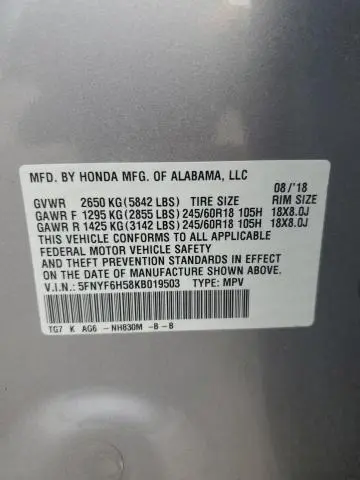 MFD. BY HONDA MFG. OF ALABAMA, LLC
08/'18
GVWR 2650 KG(5842 LBS) TIRE SIZE RIM SIZE
GAWR F 1295 KG(2855 LBS)245/60R18 105H 18X8.0J
GAWR R 1425 KG(3142 LBS)245/60R18 105H 18X8.0J
THIS VEHICLE CONFORMS TO ALL APPLICABLE
FEDERAL MOTOR VEHICLE SAFETY
AND THEFT PREVENTION STANDARDS IN EFFECT
ON THE DATE OF MANUFACTURE SHOWN ABOVE.
V.I.N.: 5FNYF6H58KB019503 TYPE: MPV
TG7 K AG6 -NH830M -B-B